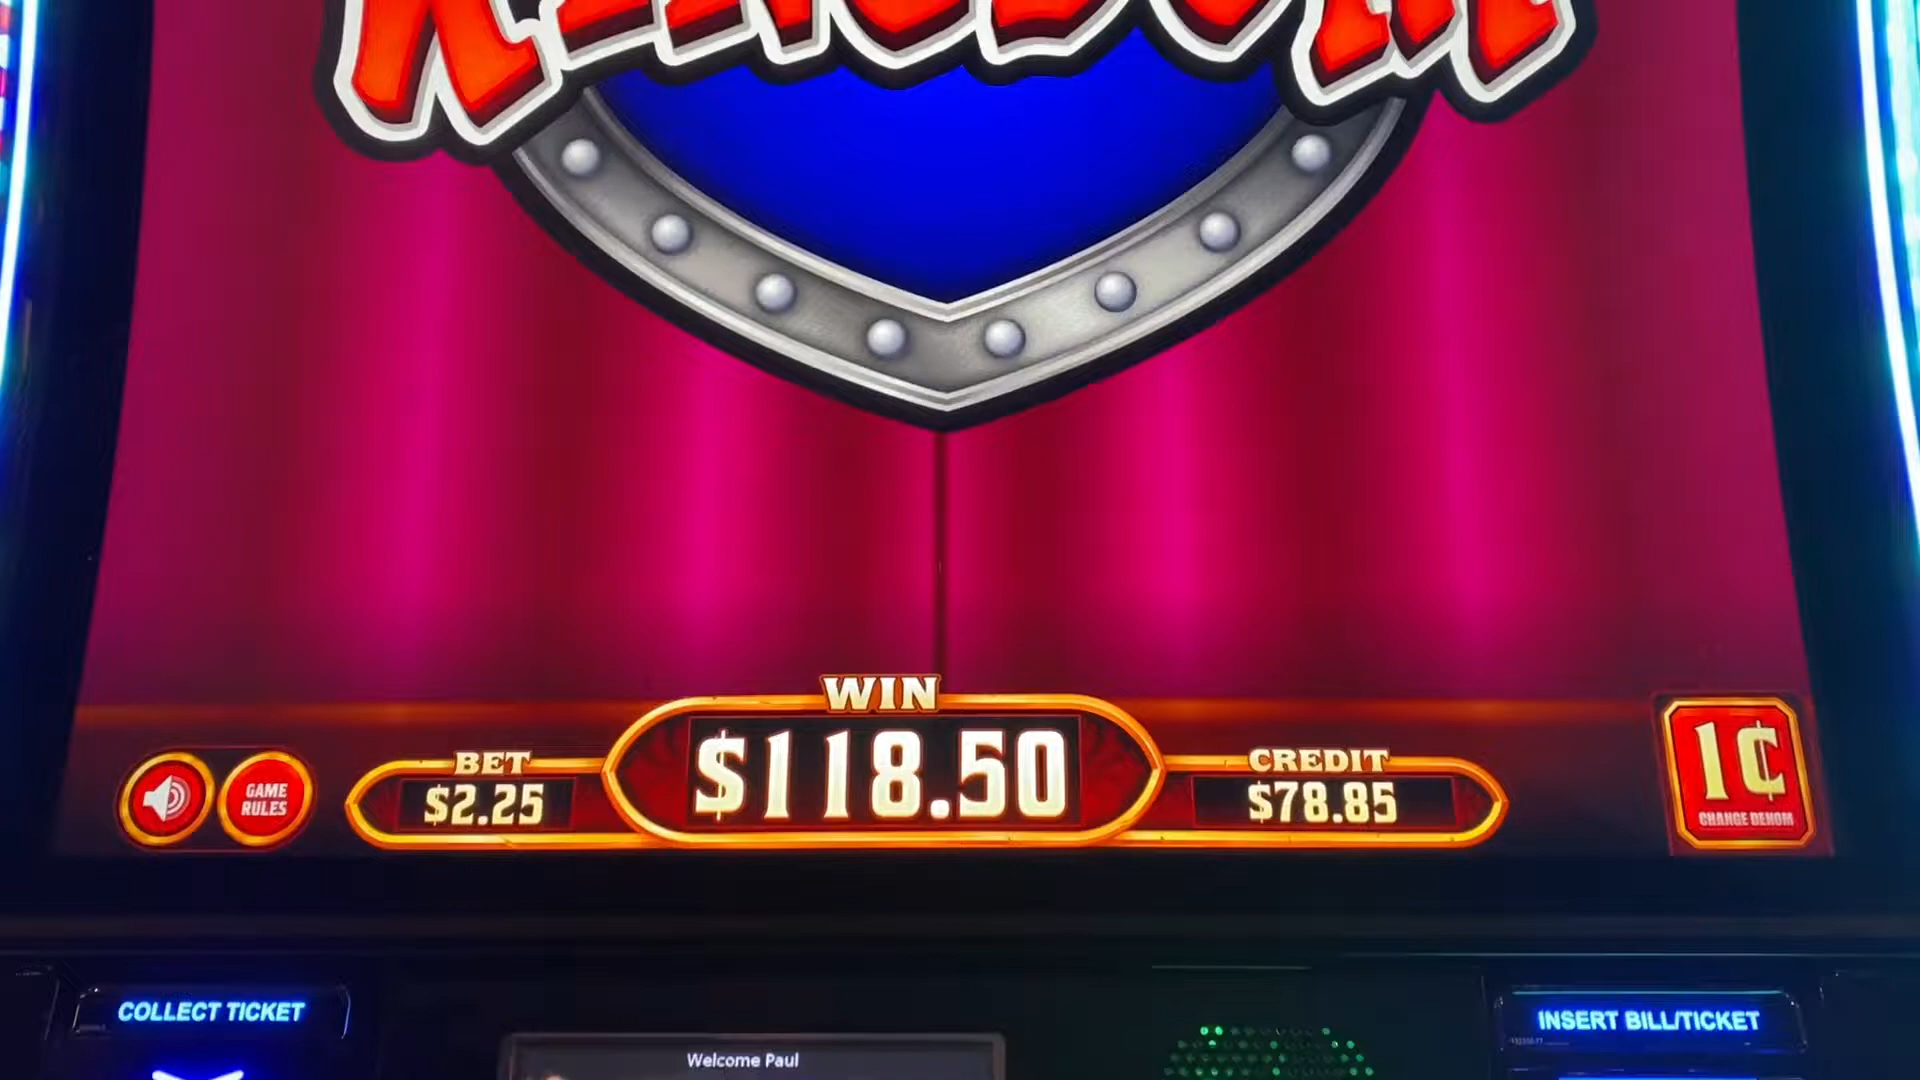 KINGDOM
WIN
$118.50
BET
$2.25
CREDIT
$78.85
GAME
RULES
1¢
CHANGE DENOM
COLLECT TICKET
INSERT BILL/TICKET
Welcome Paul